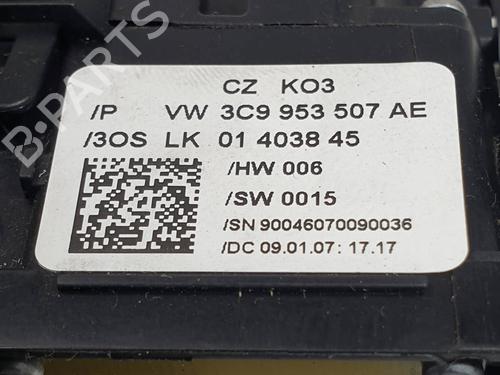 CZ KO3
/P VW 3C9 953 507 AE
/3OS LK 01 4038 45
/HW 006
/SW 0015
/SN 90046070090036
/DC 09.01.07: 17.17
B-Parts